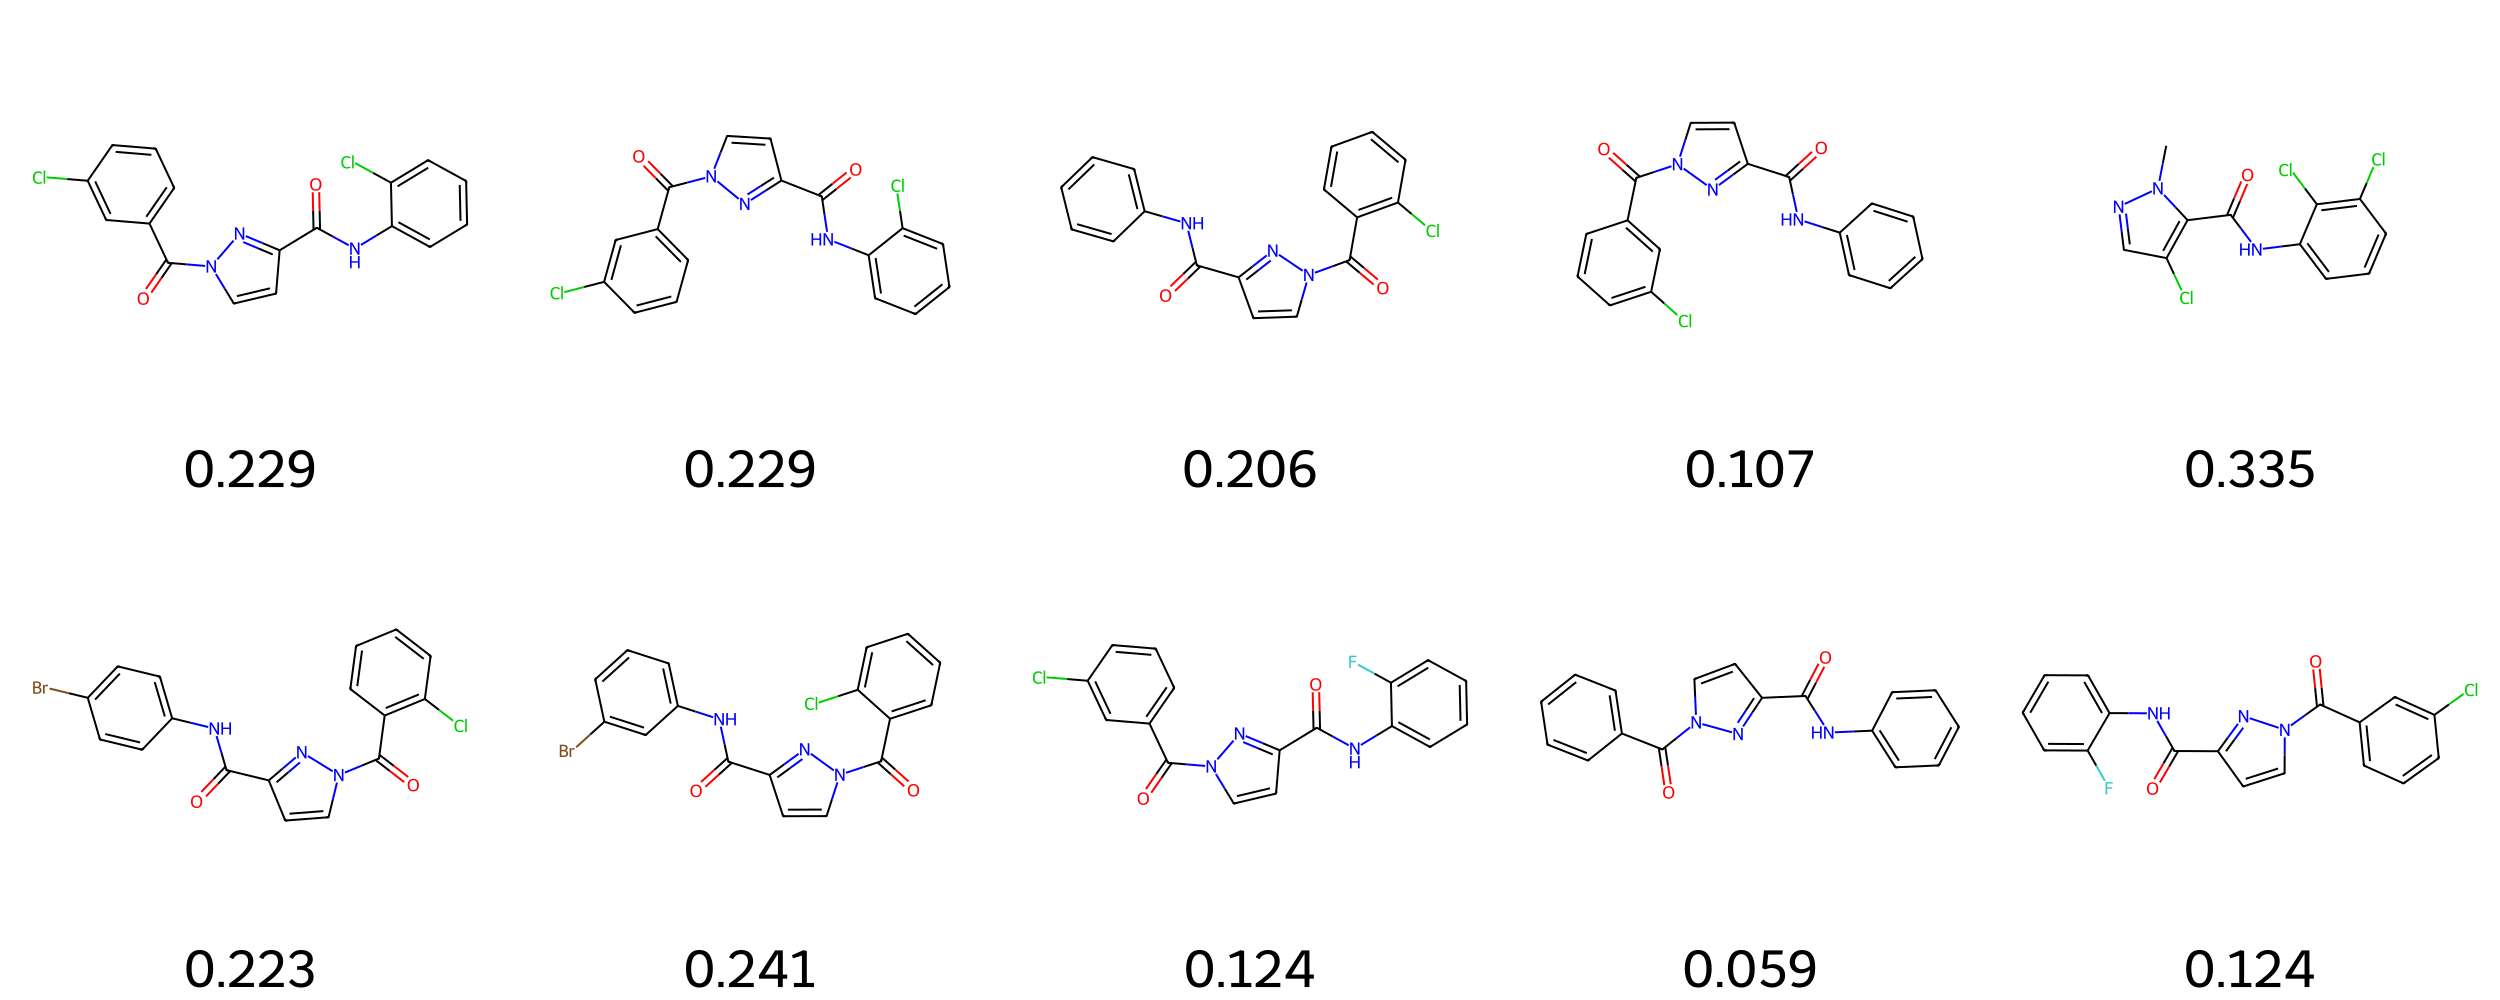 Cl N N O O N H Cl
O N N O HN Cl Cl
NH O N N O Cl
O N N O HN Cl
N N Cl O HN Cl Cl
0.229 0.229 0.206 0.107 0.335
Br NH O N N O Cl
Br NH O N N Cl O
Cl O N N O N H F
O N N O HN
F NH O N N O Cl
0.223 0.241 0.124 0.059 0.124